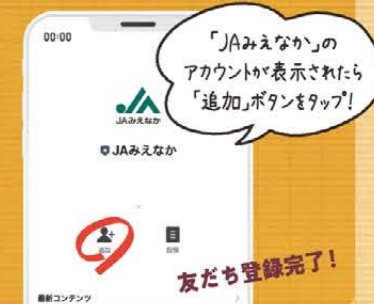 00:00
「JAみえなか」の
アカウントが表示されたら
「追加」ボタンをタップ!
JAみえなか
JAみえなか
追加
投稿
友だち登録完了!
最新コンテンツ